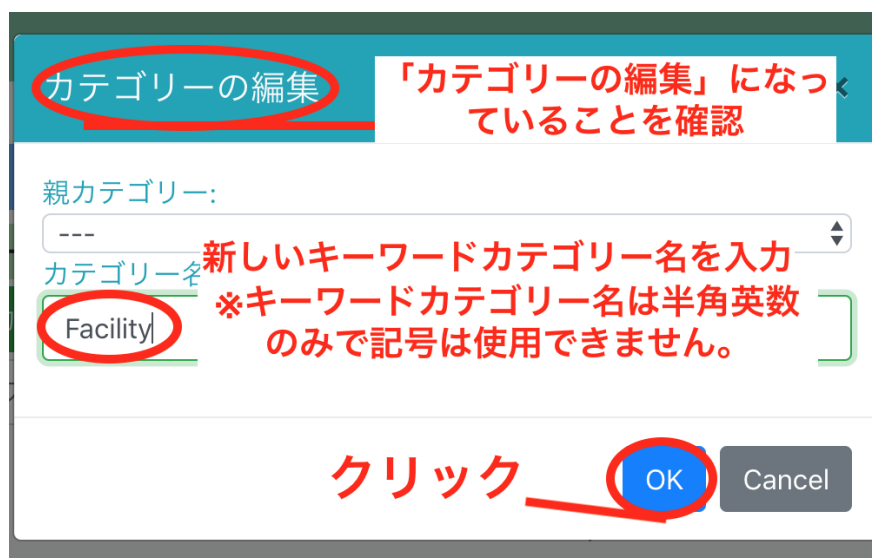 カテゴリーの編集
「カテゴリーの編集」になっ
ていることを確認
親カテゴリー:
---
新しいキーワードカテゴリー名を入力
カテゴリー名
※キーワードカテゴリー名は半角英数
のみで記号は使用できません。
Facility
クリック
OK
Cancel